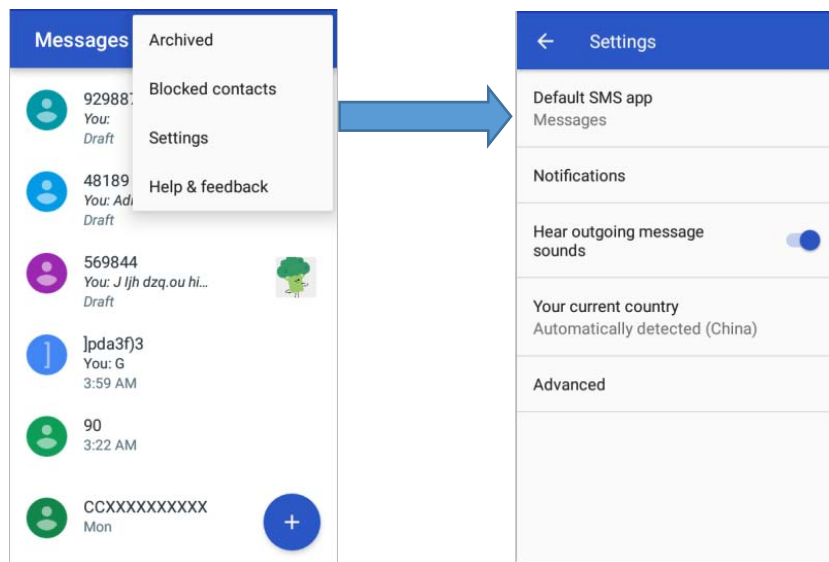 Messages
Archived
Blocked contacts
Settings
Help & feedback
92988
You:
Draft
48189
You: Ad
Draft
569844
You: J Ijh dzq.ou hi...
Draft
]pda3f)3
]
You: G
3:59 AM
90
3:22 AM
CCXXXXXXXXXX
Mon
+
Settings
Default SMS app
Messages
Notifications
Hear outgoing message
sounds
Your current country
Automatically detected (China)
Advanced